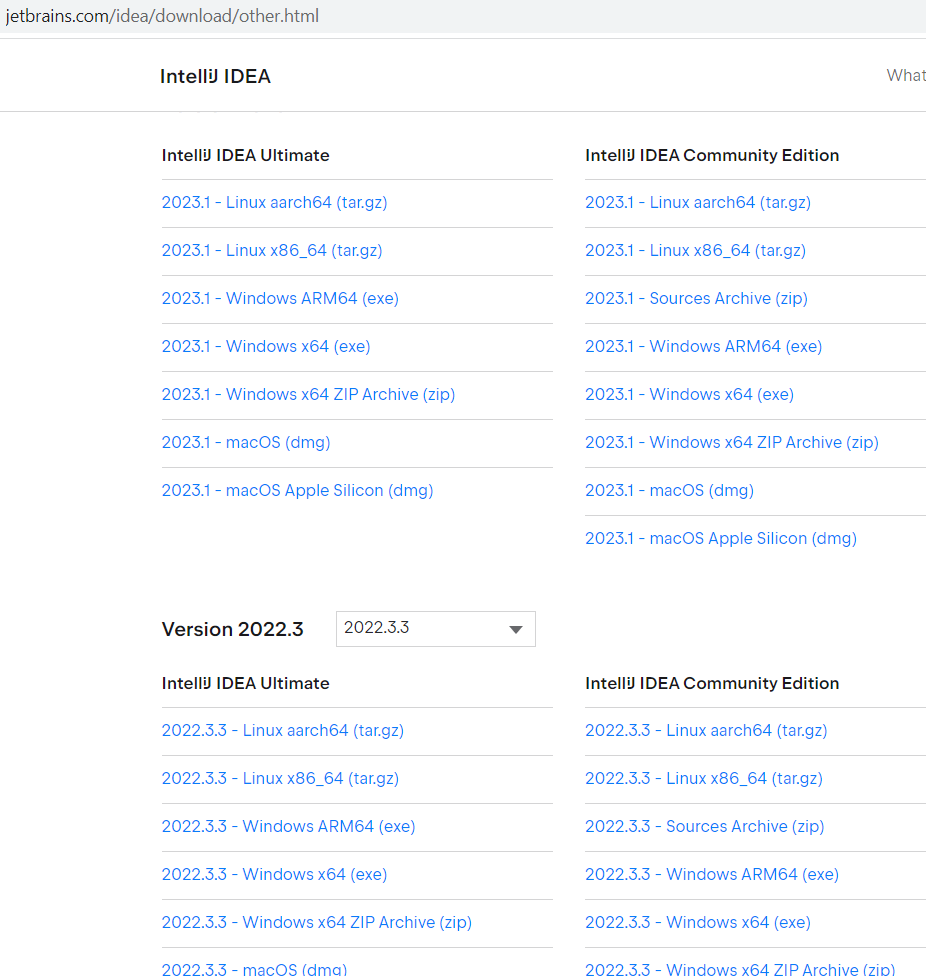 jetbrains.com/idea/download/other.html
IntelliJ IDEA
What
IntelliJ IDEA Ultimate
2023.1 - Linux aarch64 (tar.gz)
2023.1 - Linux x86_64 (tar.gz)
2023.1 - Windows ARM64 (exe)
2023.1 - Windows x64 (exe)
2023.1 - Windows x64 ZIP Archive (zip)
2023.1 - macOS (dmg)
2023.1 - macOS Apple Silicon (dmg)
IntelliJ IDEA Community Edition
2023.1 - Linux aarch64 (tar.gz)
2023.1 - Linux x86_64 (tar.gz)
2023.1 - Sources Archive (zip)
2023.1 - Windows ARM64 (exe)
2023.1 - Windows x64 (exe)
2023.1 - Windows x64 ZIP Archive (zip)
2023.1 - macOS (dmg)
2023.1 - macOS Apple Silicon (dmg)
Version 2022.3
2022.3.3
IntelliJ IDEA Ultimate
2022.3.3 - Linux aarch64 (tar.gz)
2022.3.3 - Linux x86_64 (tar.gz)
2022.3.3 - Windows ARM64 (exe)
2022.3.3 - Windows x64 (exe)
2022.3.3 - Windows x64 ZIP Archive (zip)
2022.3.3 - macOS (dmg)
IntelliJ IDEA Community Edition
2022.3.3 - Linux aarch64 (tar.gz)
2022.3.3 - Linux x86_64 (tar.gz)
2022.3.3 - Sources Archive (zip)
2022.3.3 - Windows ARM64 (exe)
2022.3.3 - Windows x64 (exe)
2022.3.3 - Windows x64 ZIP Archive (zip)